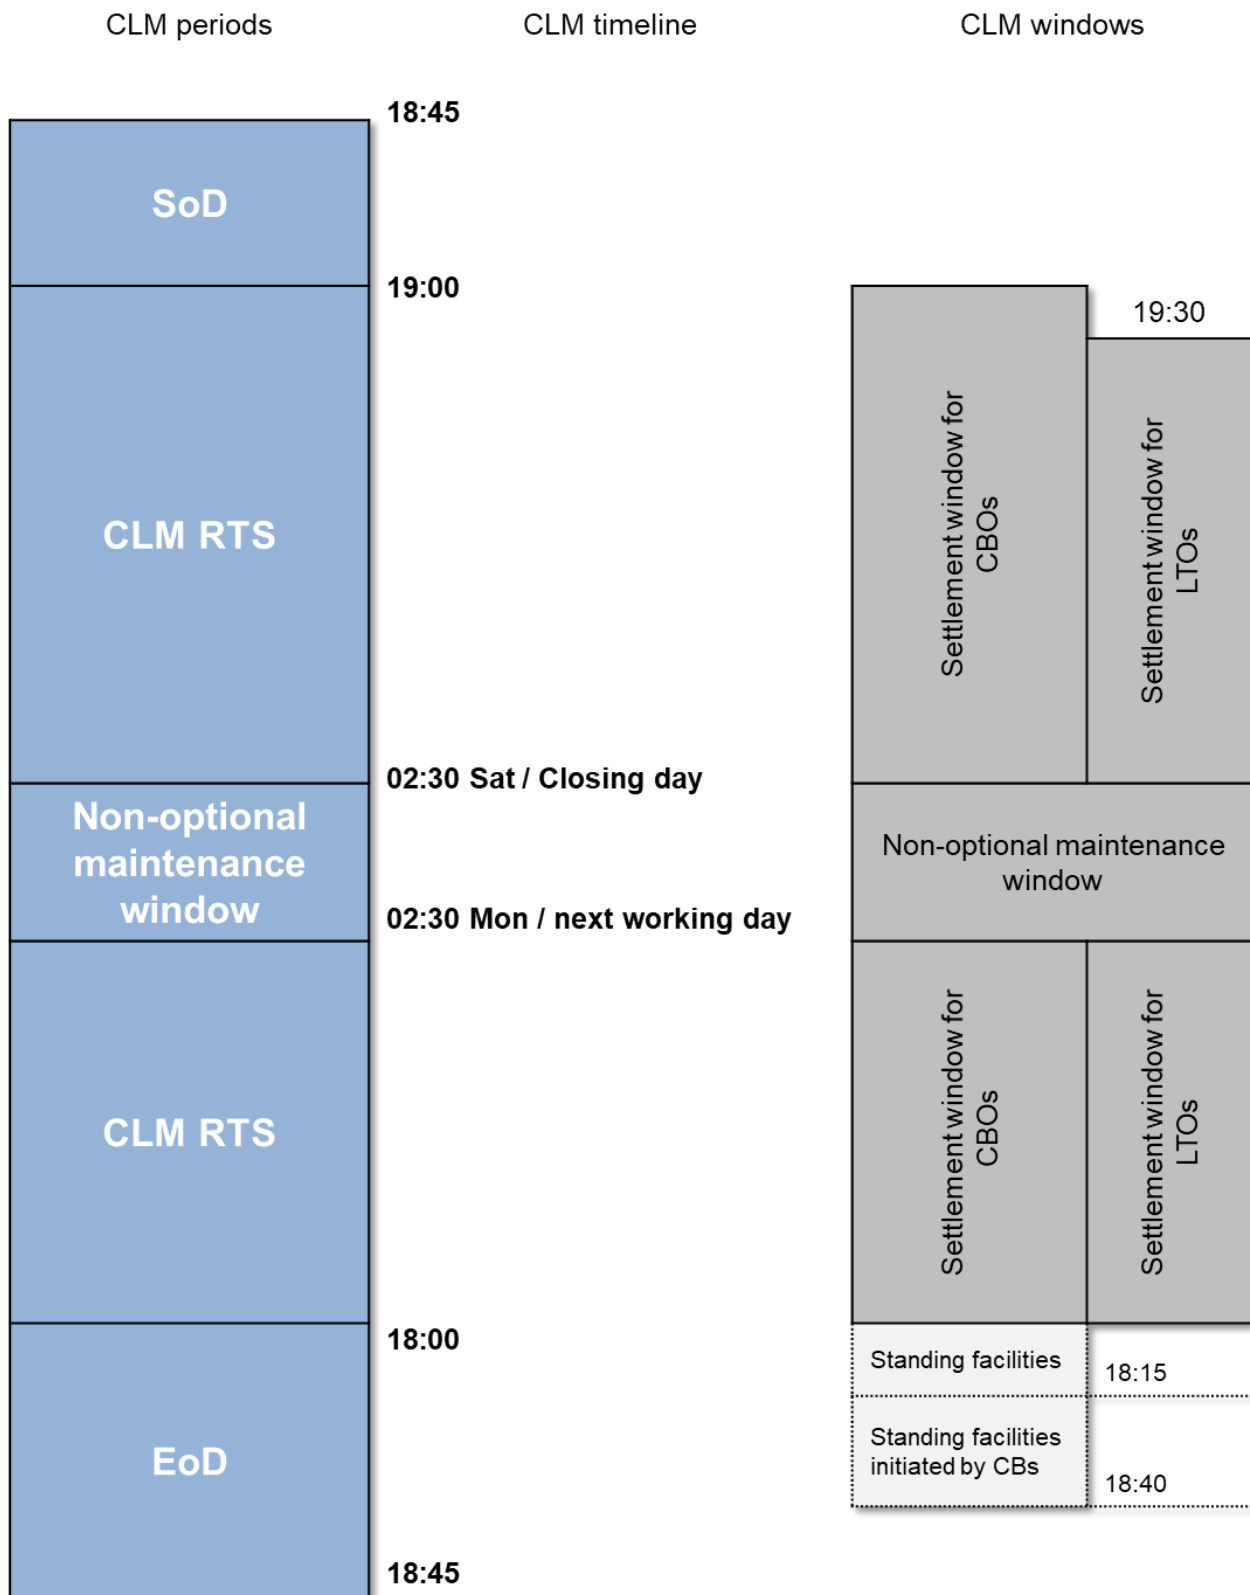 CLM periods
CLM timeline
CLM windows
18:45
SoD
19:00
19:30
CLM RTS
Settlement window for
CBOs
Settlement window for
LTOs
02:30 Sat / Closing day
Non-optional
maintenance
window
Non-optional maintenance
window
02:30 Mon / next working day
CLM RTS
Settlement window for
CBOs
Settlement window for
LTOs
18:00
Standing facilities
18:15
EoD
Standing facilities
initiated by CBs
18:40
18:45